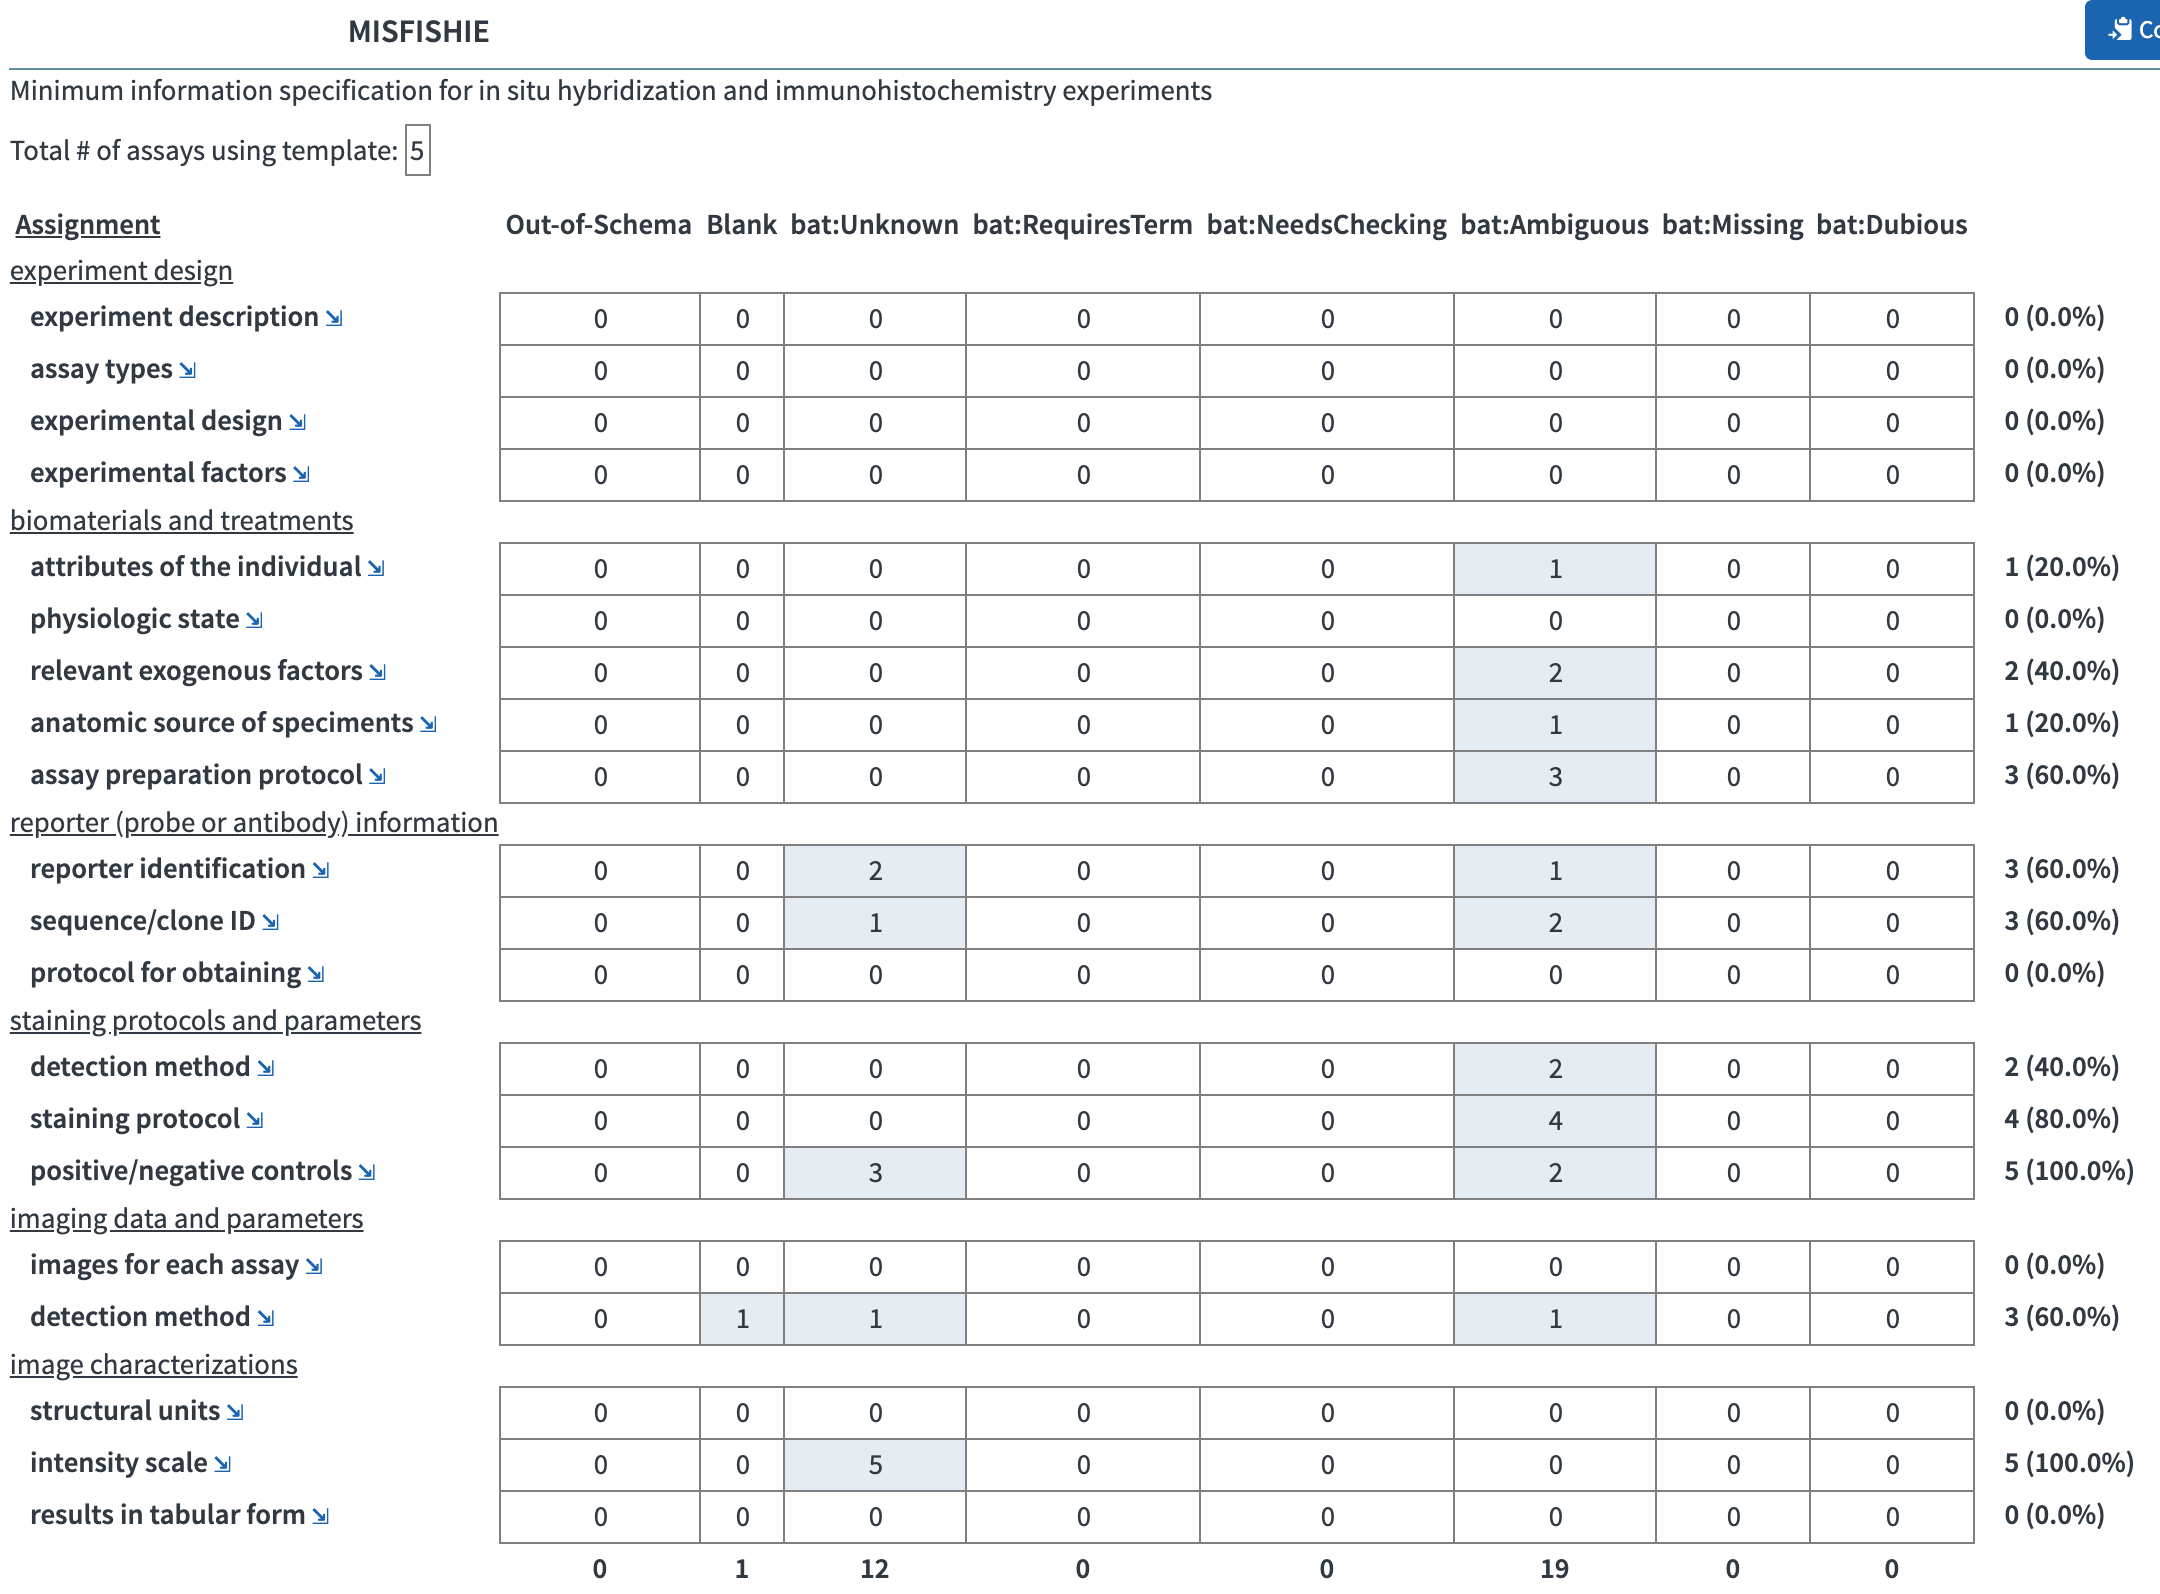 MISFISHIE
Co
Minimum information specification for in situ hybridization and immunohistochemistry experiments
Total # of assays using template: 5
Assignment Out-of-Schema Blank bat:Unknown bat:RequiresTerm bat:NeedsChecking bat:Ambiguous bat:Missing bat:Dubious
experiment design
experiment description 0 0 0 0 0 0 0 0 0 (0.0%)
assay types 0 0 0 0 0 0 0 0 0 (0.0%)
experimental design 0 0 0 0 0 0 0 0 0 (0.0%)
experimental factors 0 0 0 0 0 0 0 0 0 (0.0%)
biomaterials and treatments
attributes of the individual 0 0 0 0 0 1 0 0 1 (20.0%)
physiologic state 0 0 0 0 0 0 0 0 0 (0.0%)
relevant exogenous factors 0 0 0 0 0 2 0 0 2 (40.0%)
anatomic source of speciments 0 0 0 0 0 1 0 0 1 (20.0%)
assay preparation protocol 0 0 0 0 0 3 0 0 3 (60.0%)
reporter (probe or antibody) information
reporter identification 0 0 2 0 0 1 0 0 3 (60.0%)
sequence/clone ID 0 0 1 0 0 2 0 0 3 (60.0%)
protocol for obtaining 0 0 0 0 0 0 0 0 0 (0.0%)
staining protocols and parameters
detection method 0 0 0 0 0 2 0 0 2 (40.0%)
staining protocol 0 0 0 0 0 4 0 0 4 (80.0%)
positive/negative controls 0 0 3 0 0 2 0 0 5 (100.0%)
imaging data and parameters
images for each assay 0 0 0 0 0 0 0 0 0 (0.0%)
detection method 0 1 1 0 0 1 0 0 3 (60.0%)
image characterizations
structural units 0 0 0 0 0 0 0 0 0 (0.0%)
intensity scale 0 0 5 0 0 0 0 0 5 (100.0%)
results in tabular form 0 0 0 0 0 0 0 0 0 (0.0%)
0 1 12 0 0 19 0 0